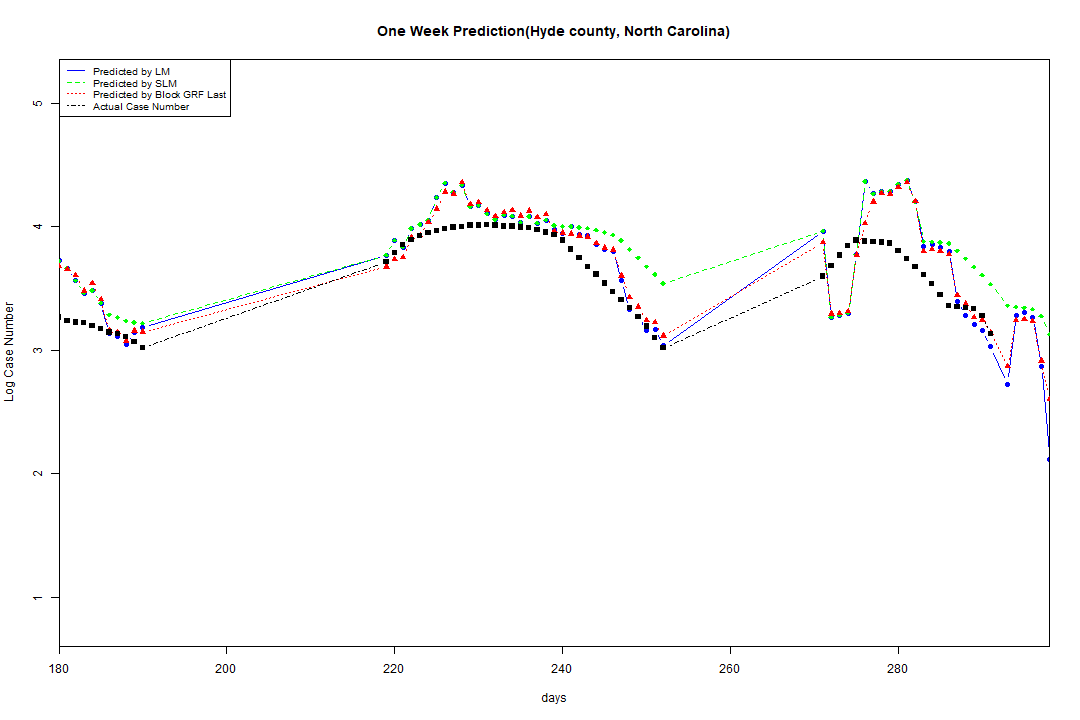 One Week Prediction(Hyde county, North Carolina)
Predicted by LM
Predicted by SLM
Predicted by Block GRF Last
Actual Case Number
5
4
3
2
1
Log Case Number
180 200 220 240 260 280
days